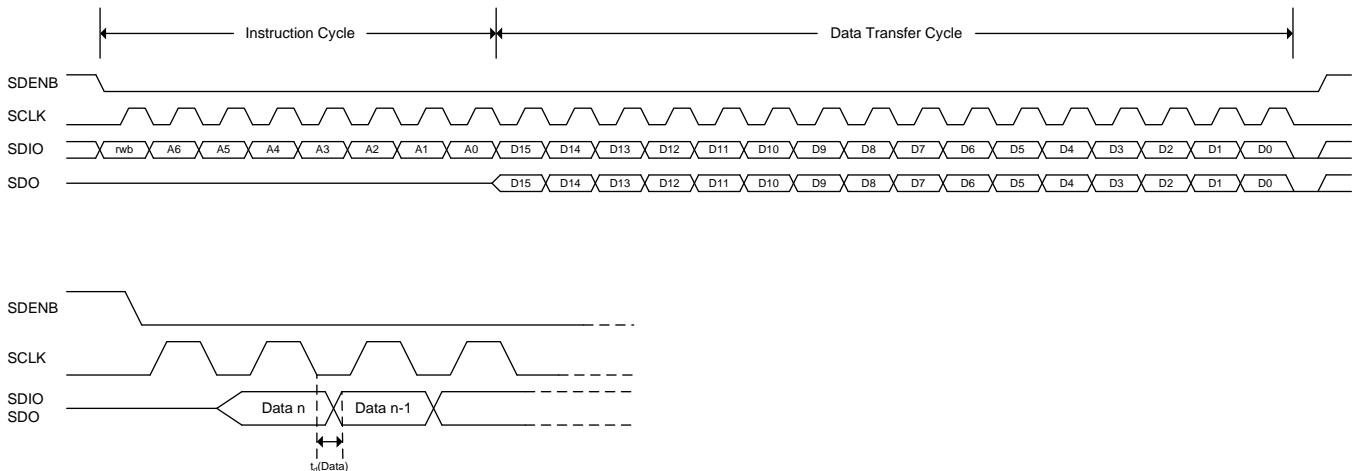 Instruction Cycle
Data Transfer Cycle
SDENB
SCLK
SDIO
rwb A6 A5 A4 A3 A2 A1 A0 D15 D14 D13 D12 D11 D10 D9 D8 D7 D6 D5 D4 D3 D2 D1 D0
SDO
D15 D14 D13 D12 D11 D10 D9 D8 D7 D6 D5 D4 D3 D2 D1 D0
SDENB
SCLK
SDIO
SDO
Data n
Data n-1
td(Data)